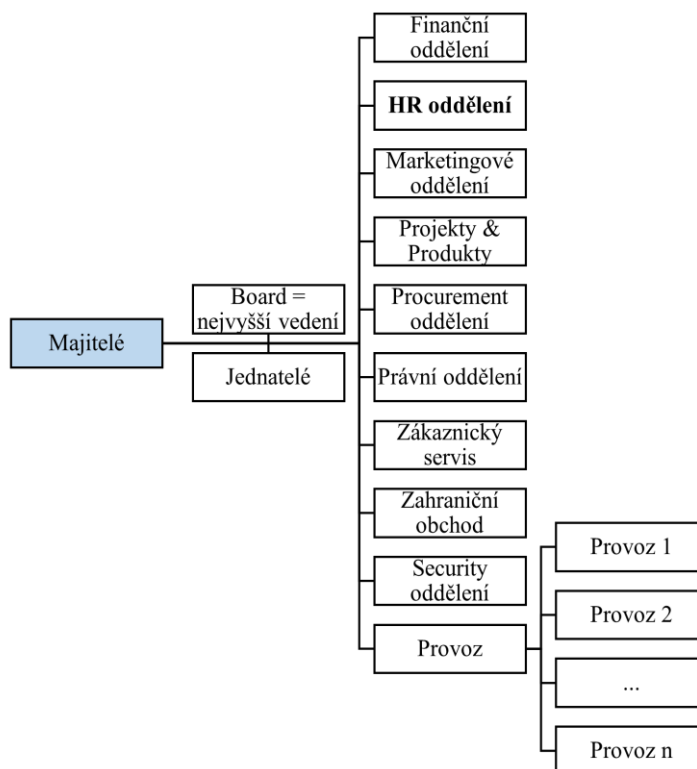 Finanční
oddělení
HR oddělení
Marketingové
oddělení
Projekty &
Produkty
Board =
nejvyšší vedení
Procurement
oddělení
Majitelé
Jednatelé
Právní oddělení
Zákaznický
servis
Zahraniční
obchod
Provoz 1
Security
oddělení
Provoz 2
Provoz
...
Provoz n